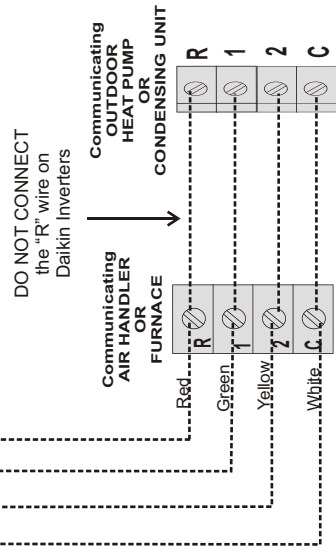 DO NOT CONNECT
the "R" wire on
Daikin Inverters
Communicating
OUTDOOR
HEAT PUMP
OR
CONDENSING UNIT
Communicating
AIR HANDLER
OR
FURNACE
Red
Green
Yellow
White
R
1
2
C
R
1
2
C